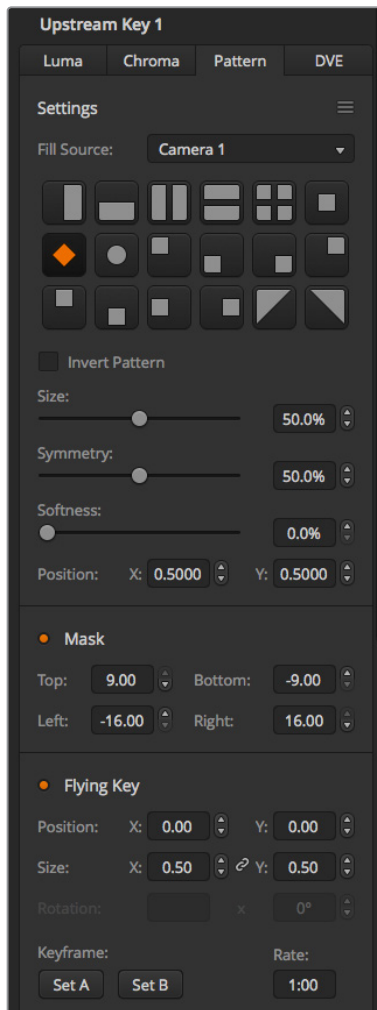 Upstream Key 1
Luma Chroma Pattern DVE
Settings
Fill Source: Camera 1
Invert Pattern
Size:
50.0%
Symmetry:
50.0%
Softness:
0.0%
Position: X: 0.5000 Y: 0.5000
Mask
Top: 9.00 Bottom: -9.00
Left: -16.00 Right: 16.00
Flying Key
Position: X: 0.00 Y: 0.00
Size: X: 0.50 Y: 0.50
Rotation: x 0°
Keyframe: Rate:
Set A Set B 1:00